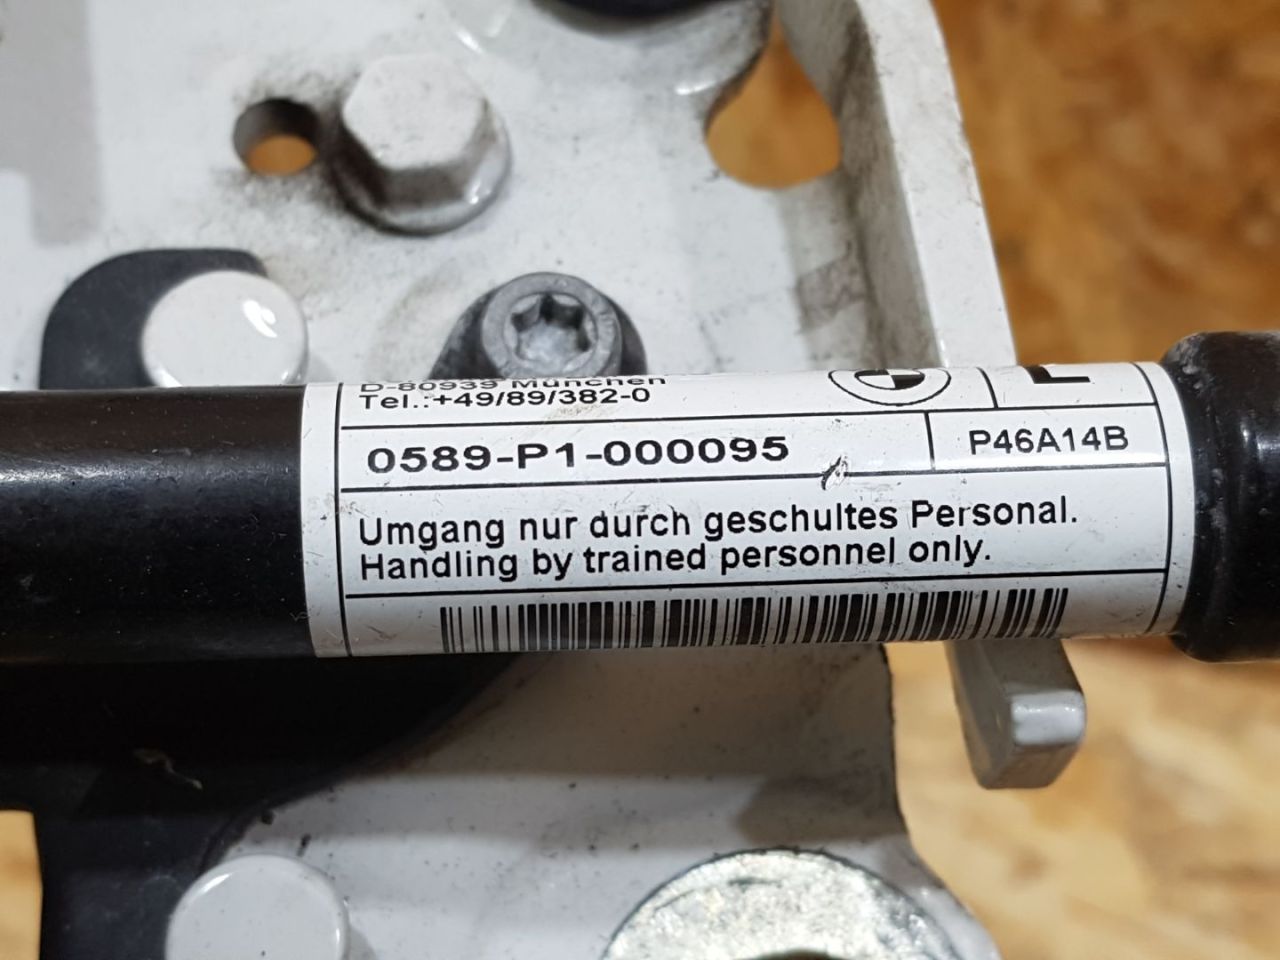 D-80939 München
Tel.:+49/89/382-0
0589-P1-000095
P46A14B
Umgang nur durch geschultes Personal.
Handling by trained personnel only.